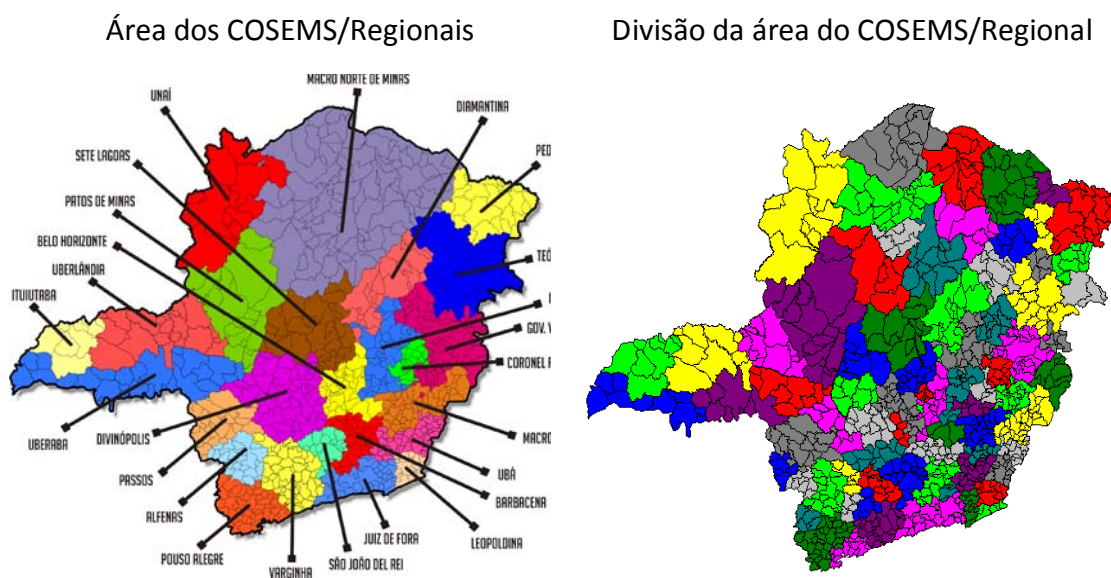 Área dos COSEMS/Regionais
Divisão da área do COSEMS/Regional
MACRO NORTE DE MINAS
UNAÍ
DIAMANTINA
SETE LAGOAS
PATOS DE MINAS
BELO HORIZONTE
UBERLÂNDIA
ITUIUTABA
GOV.
CORONEL
MACRO
UBERABA
DIVINÓPOLIS
PASSOS
UBÁ
BARBACENA
ALFENAS
JUIZ DE FORA
LEOPOLDINA
POUSO ALEGRE
SÃO JOÃO DEL REI
VARGINHA